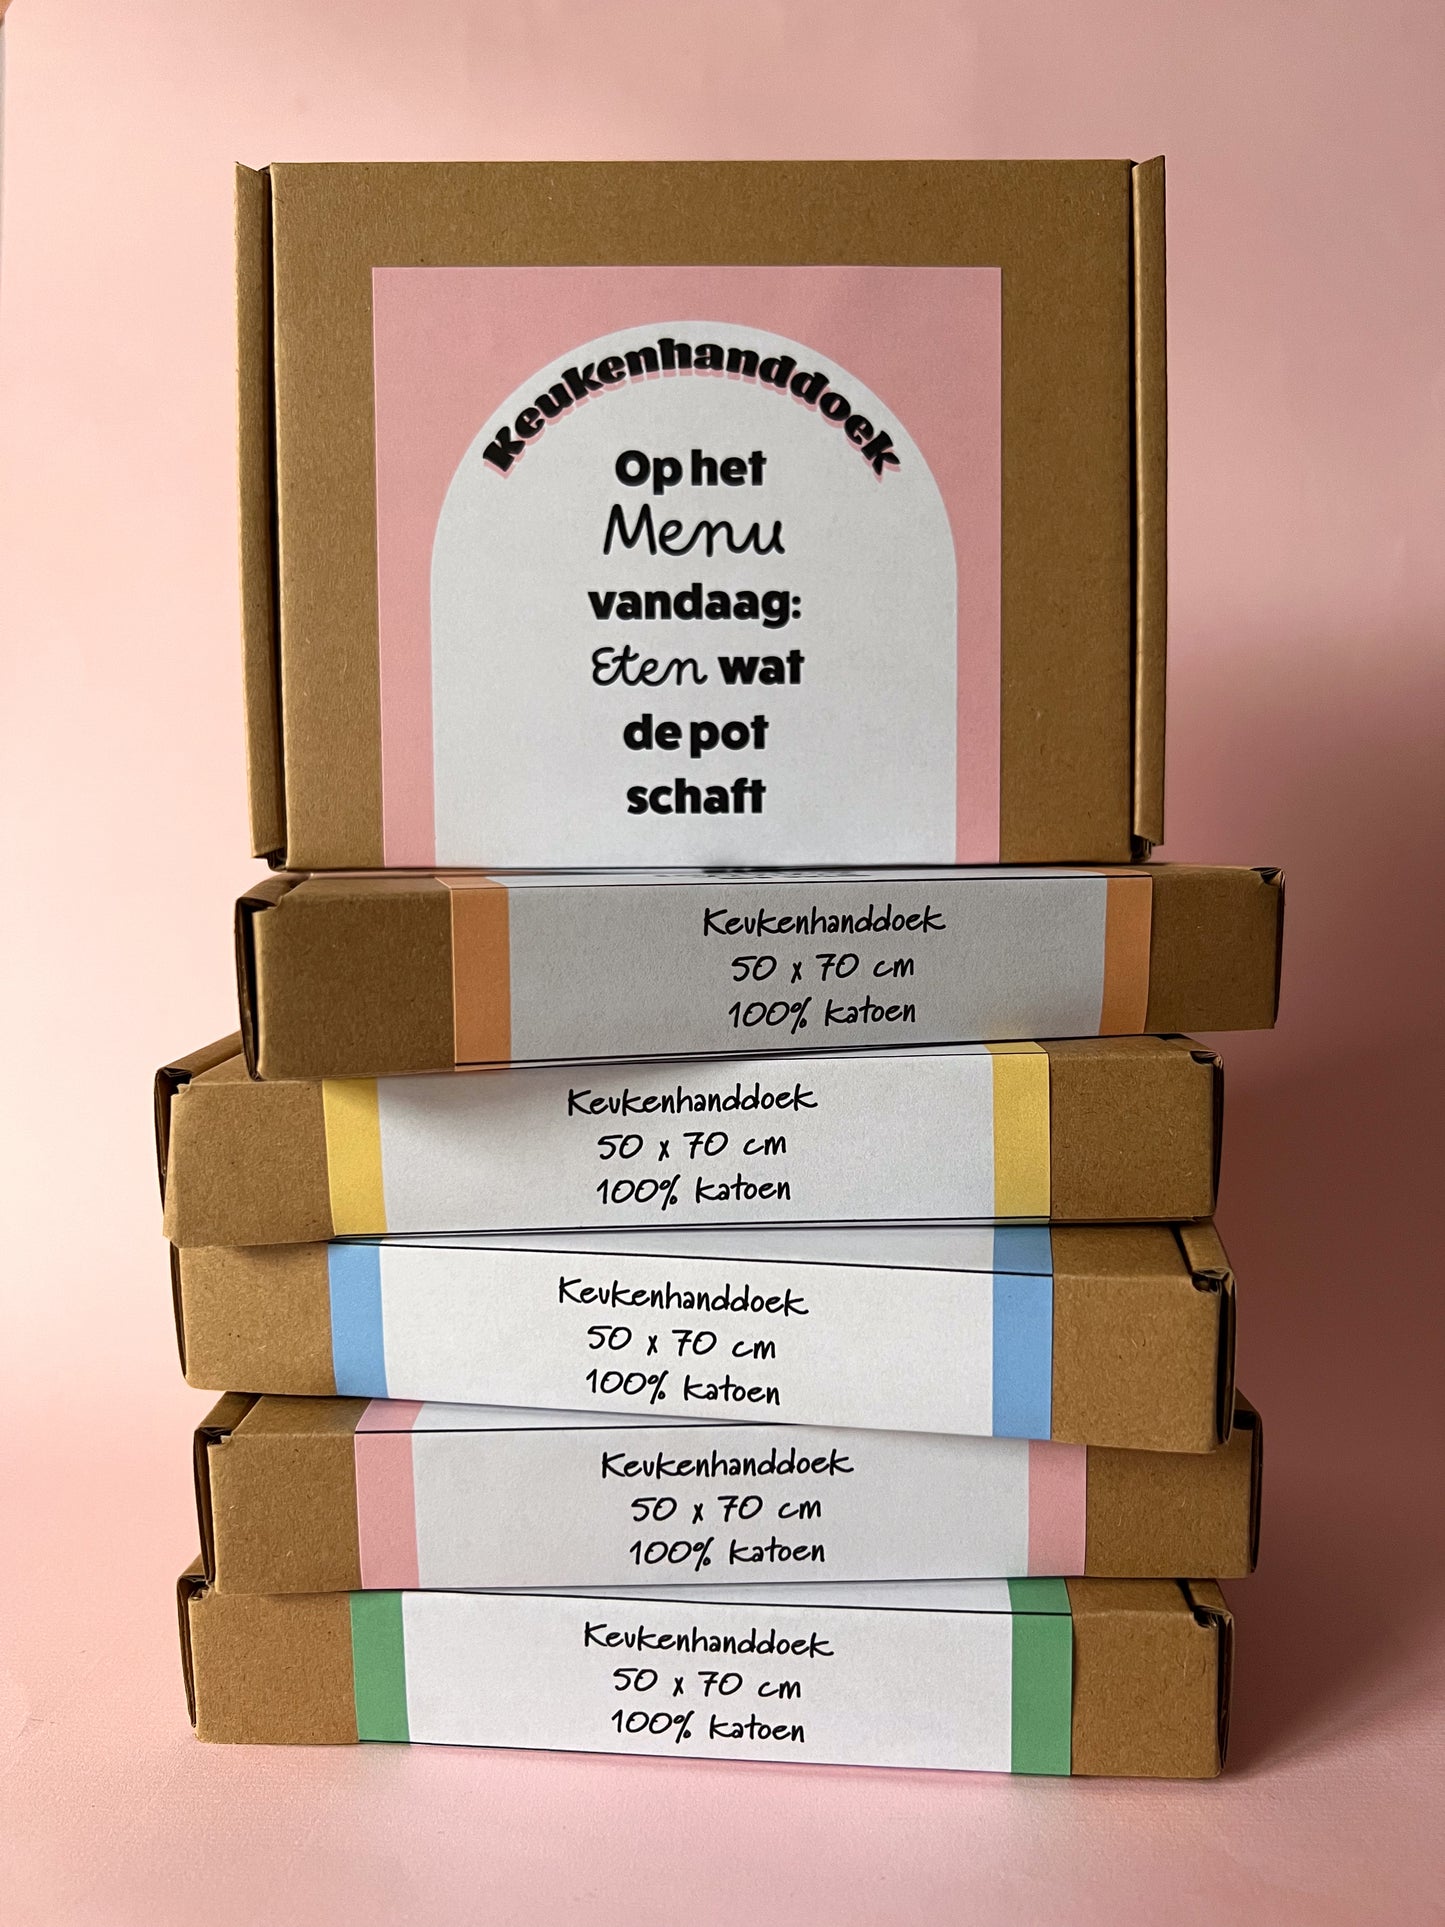 Keukenhanddoek
Op het
Menu
vandaag:
Eten wat
de pot
schaft
Keukenhanddoek
50 x 70 cm
100% katoen
Keukenhanddoek
50 x 70 cm
100% katoen
Keukenhanddoek
50 x 70 cm
100% katoen
Keukenhanddoek
50 x 70 cm
100% katoen
Keukenhanddoek
50 x 70 cm
100% katoen